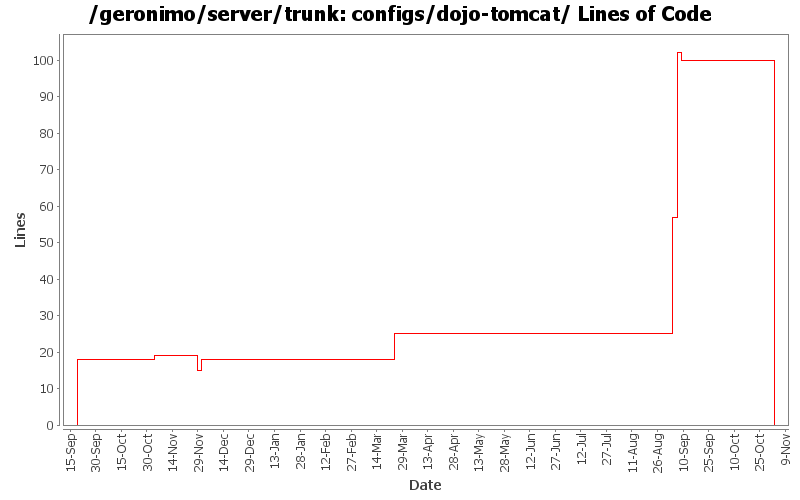 /geronimo/server/trunk: configs/dojo-tomcat/ Lines of Code
Lines
100
90
80
70
60
50
40
30
20
10
0
15-Sep
30-Sep
15-Oct
30-Oct
14-Nov
29-Nov
14-Dec
29-Dec
13-Jan
28-Jan
12-Feb
27-Feb
14-Mar
29-Mar
13-Apr
28-Apr
13-May
28-May
12-Jun
27-Jun
12-Jul
27-Jul
11-Aug
26-Aug
10-Sep
25-Sep
10-Oct
25-Oct
9-Nov
Date